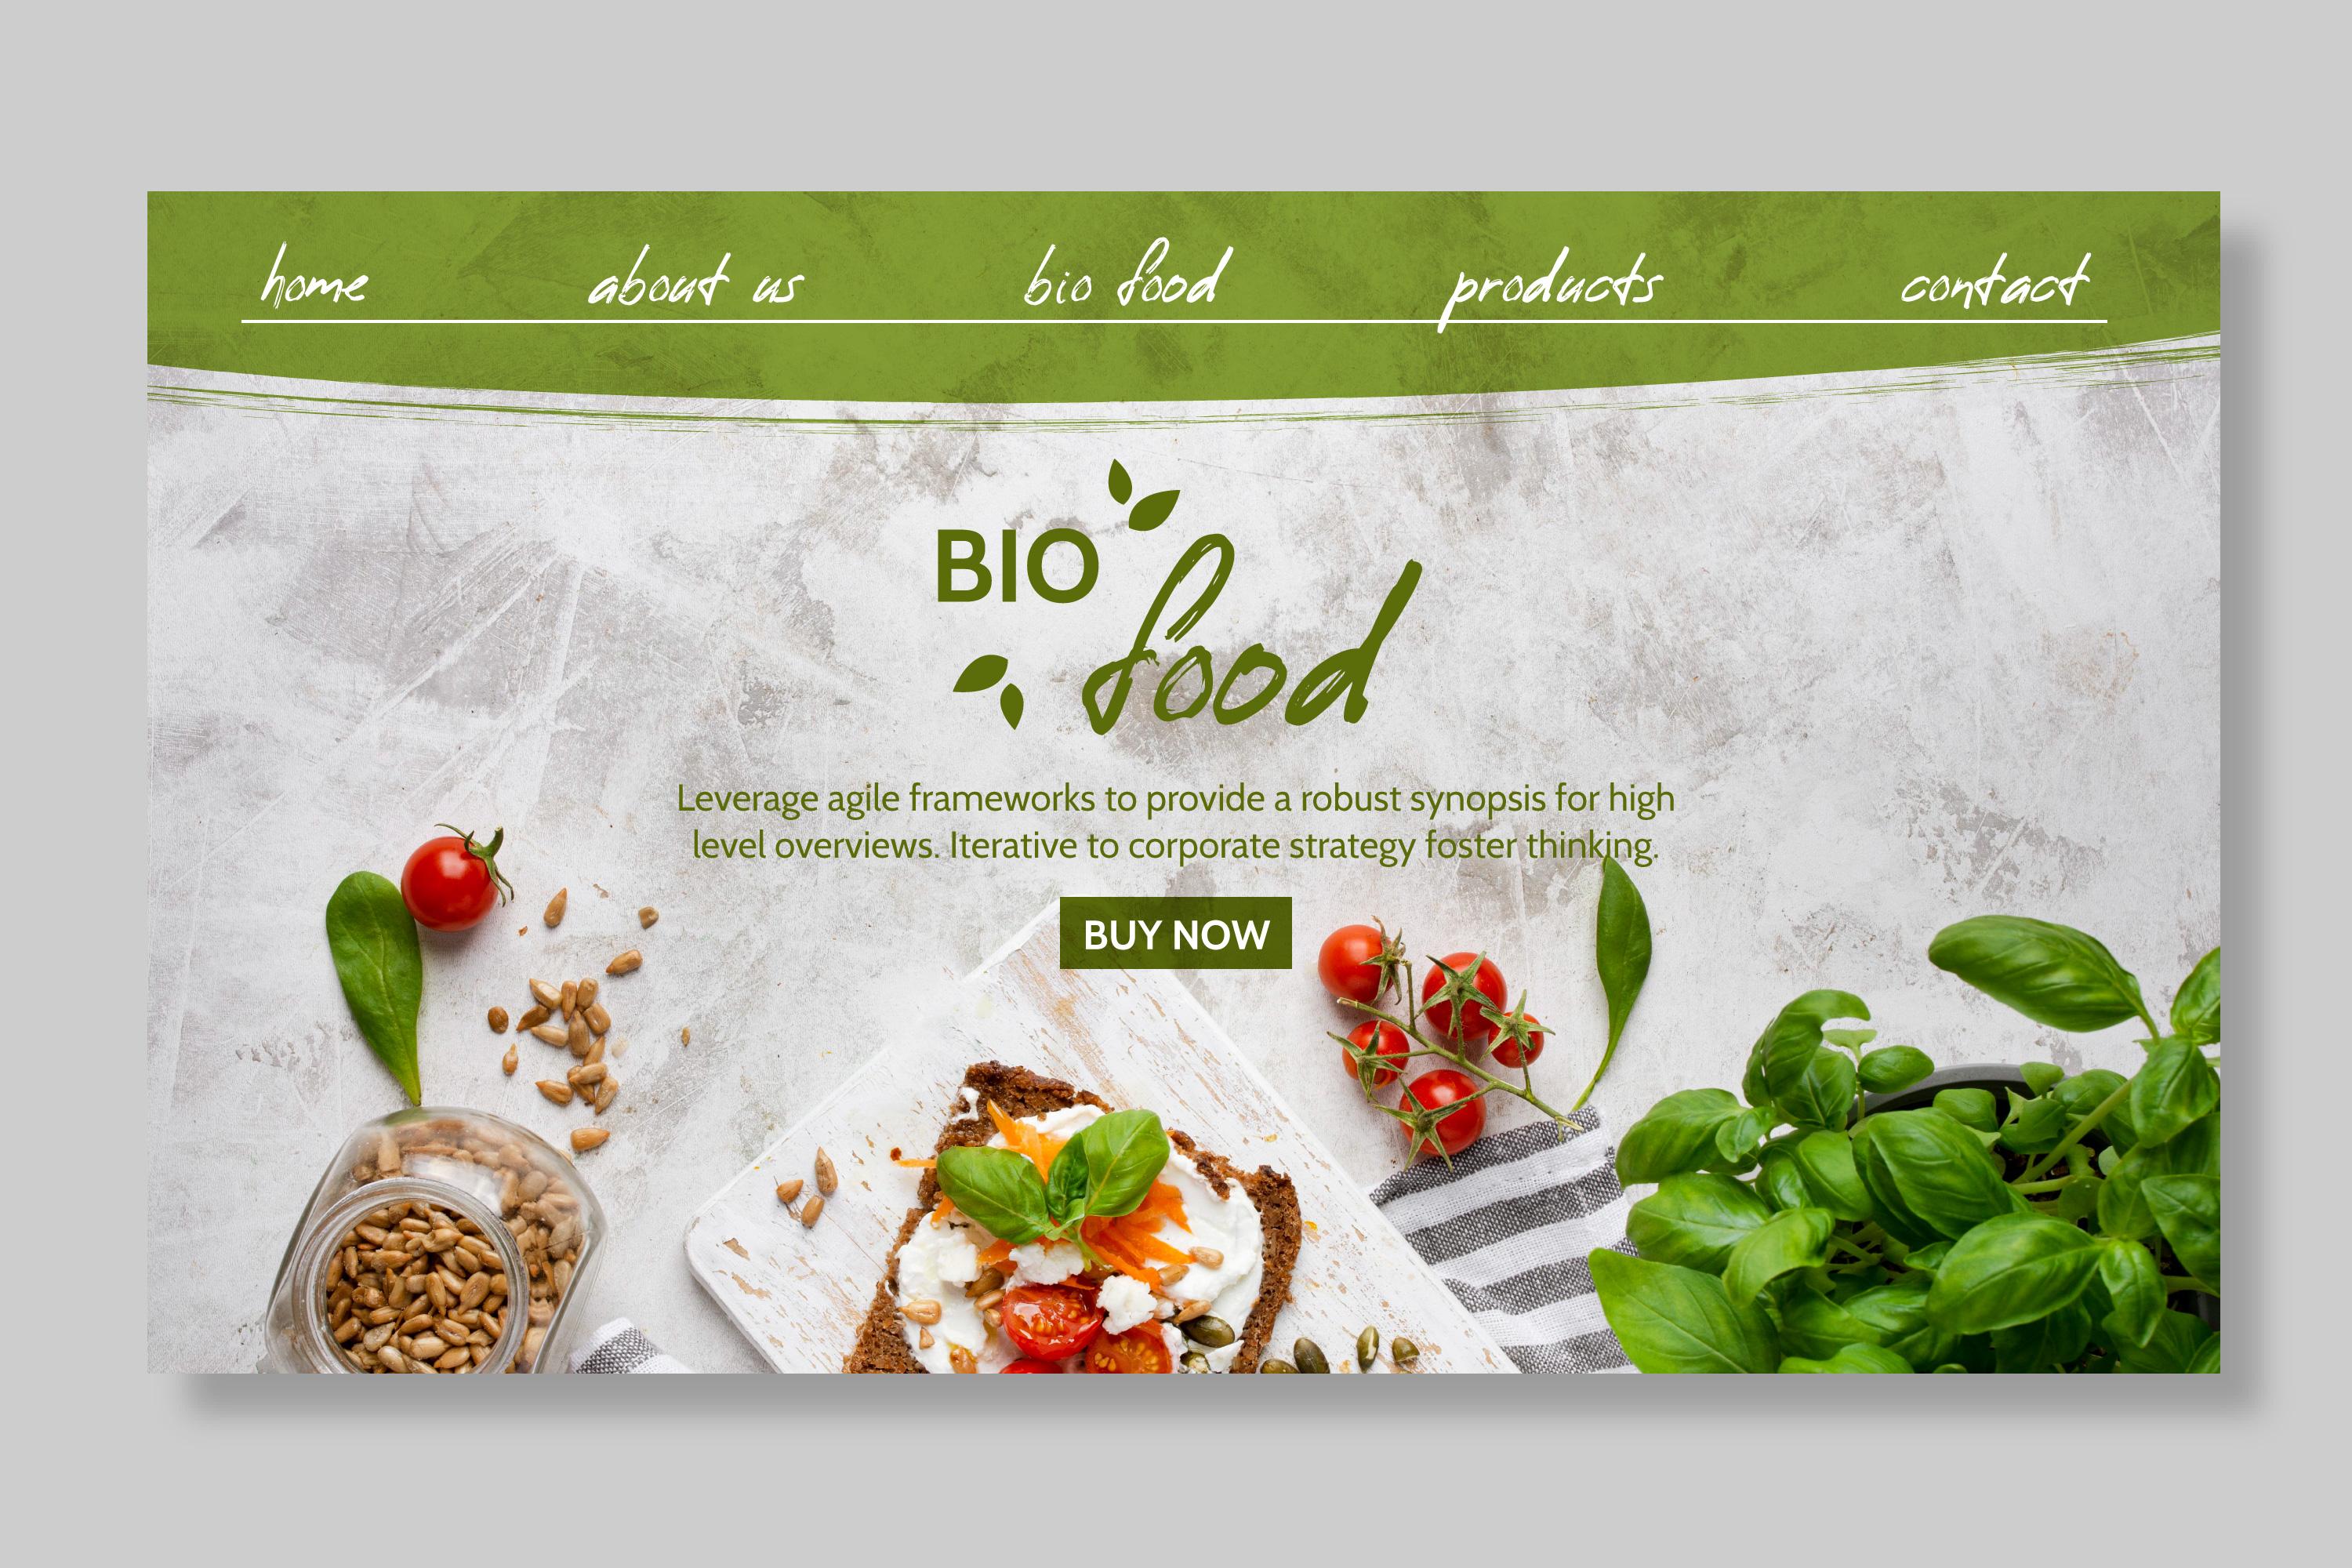 home about us bio food products contact
BIO
food
Leverage agile frameworks to provide a robust synopsis for high
level overviews. Iterative to corporate strategy foster thinking.
BUY NOW